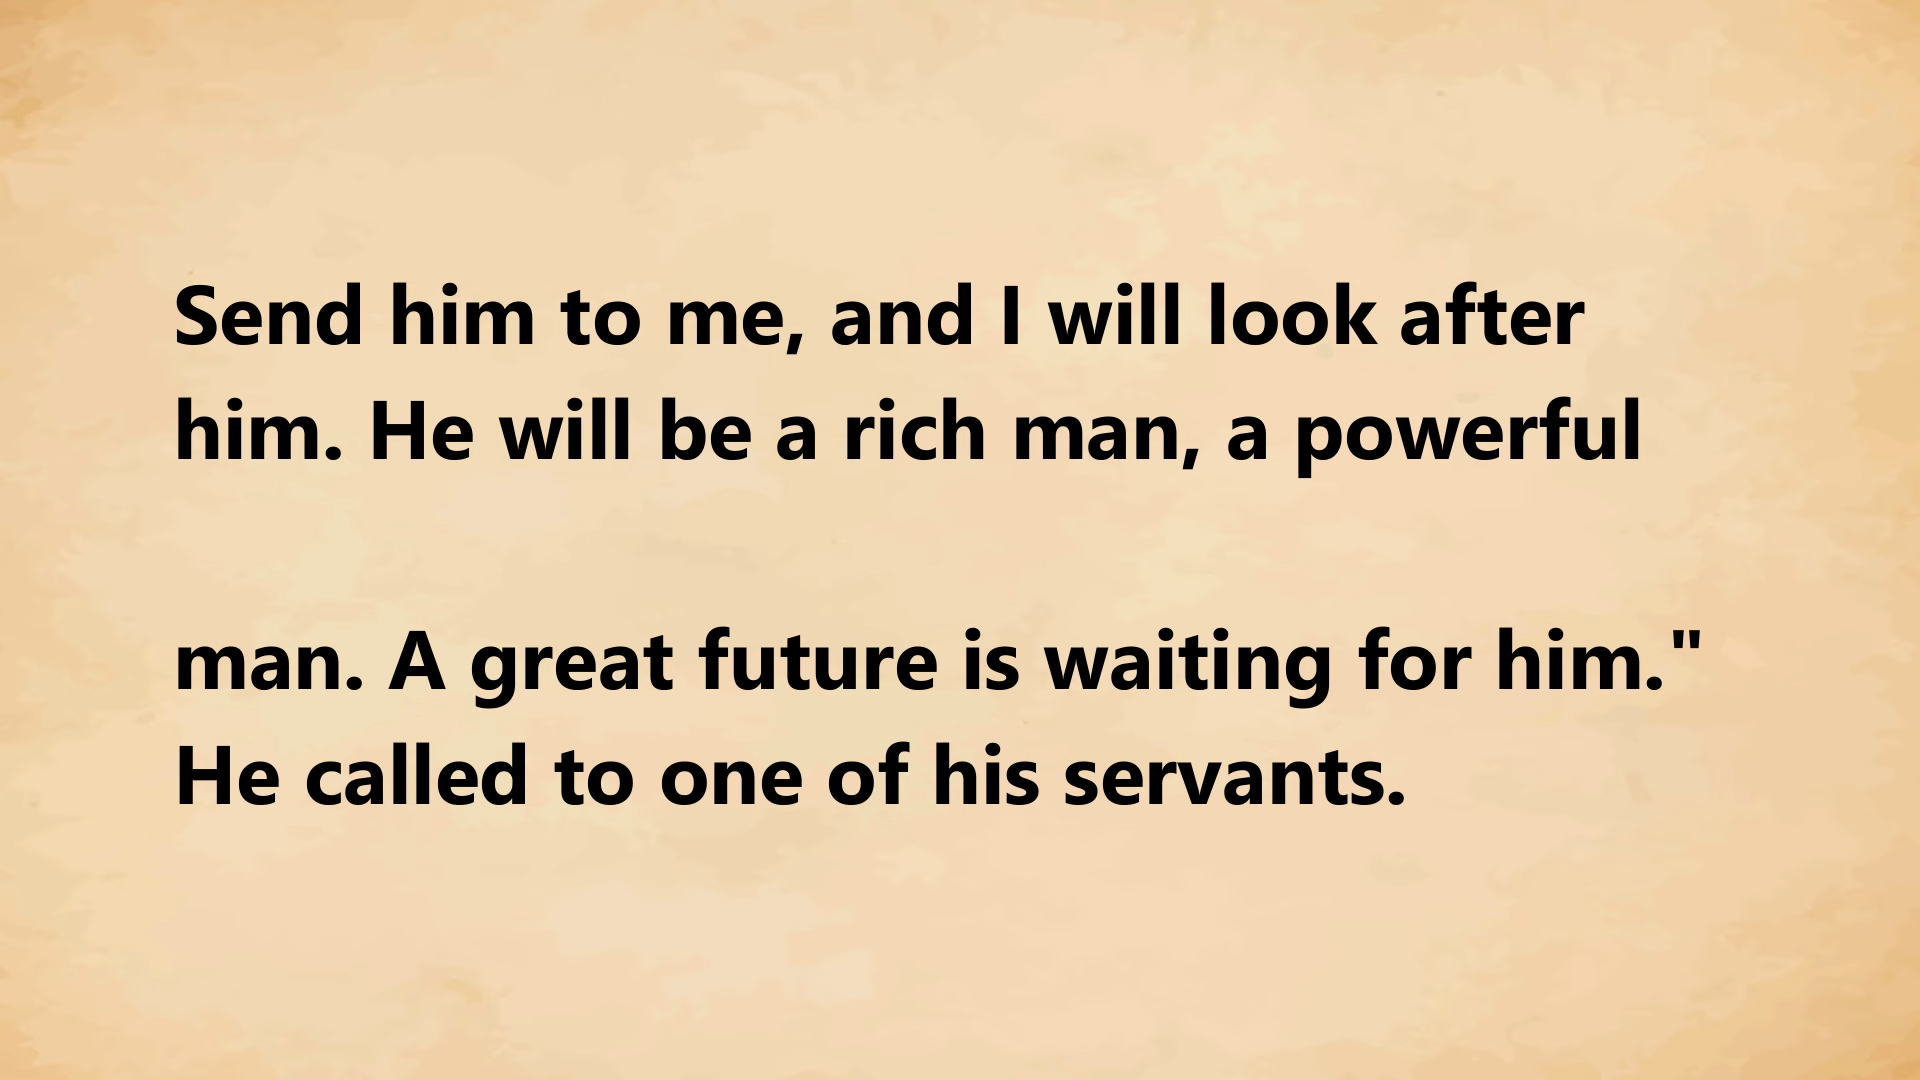 Send him to me, and I will look after
him. He will be a rich man, a powerful
man. A great future is waiting for him."
He called to one of his servants.